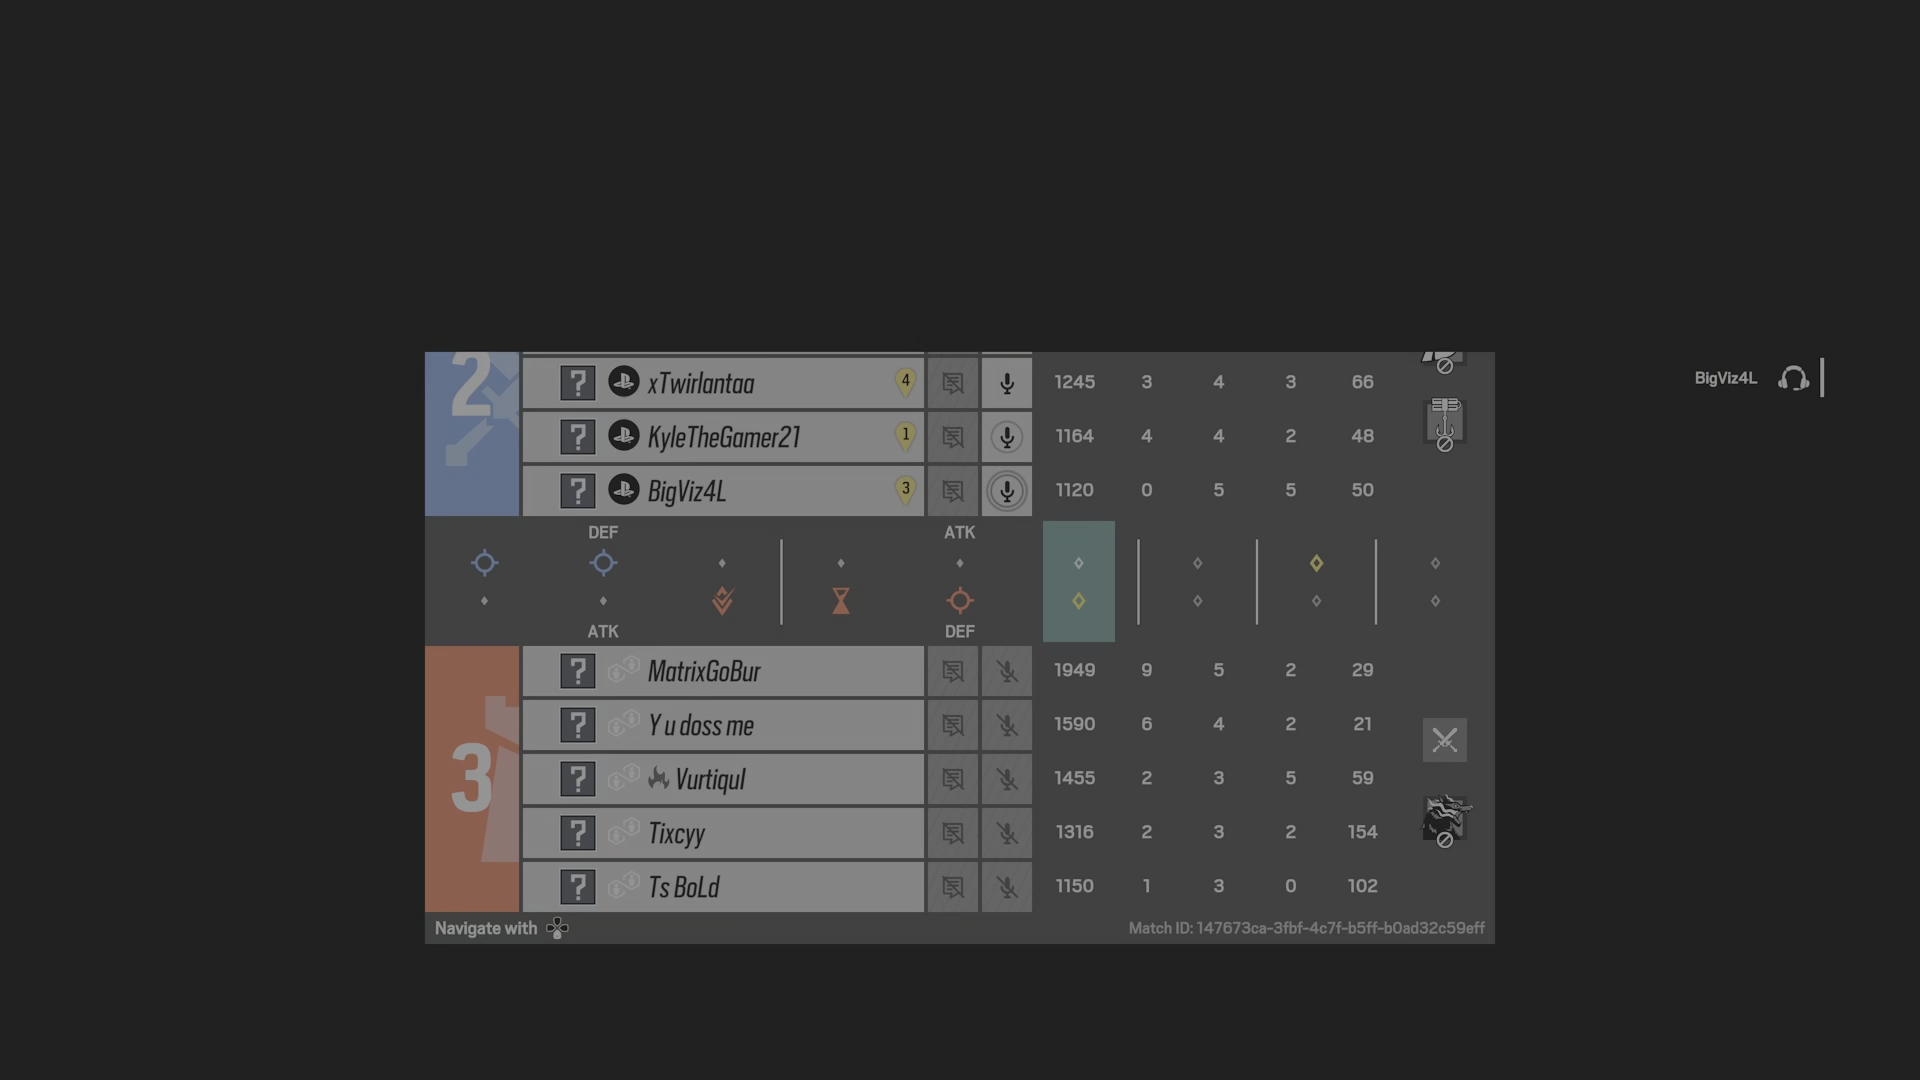 2
? xTwirlantaa 4 1245 3 4 3 66
? KyleTheGamer21 1 1164 4 4 2 48
? BigViz4L 3 1120 0 5 5 50
BigViz4L
DEF ATK
ATK DEF
3
? MatrixGoBur 1949 9 5 2 29
? Y u doss me 1590 6 4 2 21
? Vurtiqul 1455 2 3 5 59
? Tixcyy 1316 2 3 2 154
? Ts BoLd 1150 1 3 0 102
Navigate with
Match ID: 147673ca-3fbf-4c7f-b5ff-b0ad32c59eff